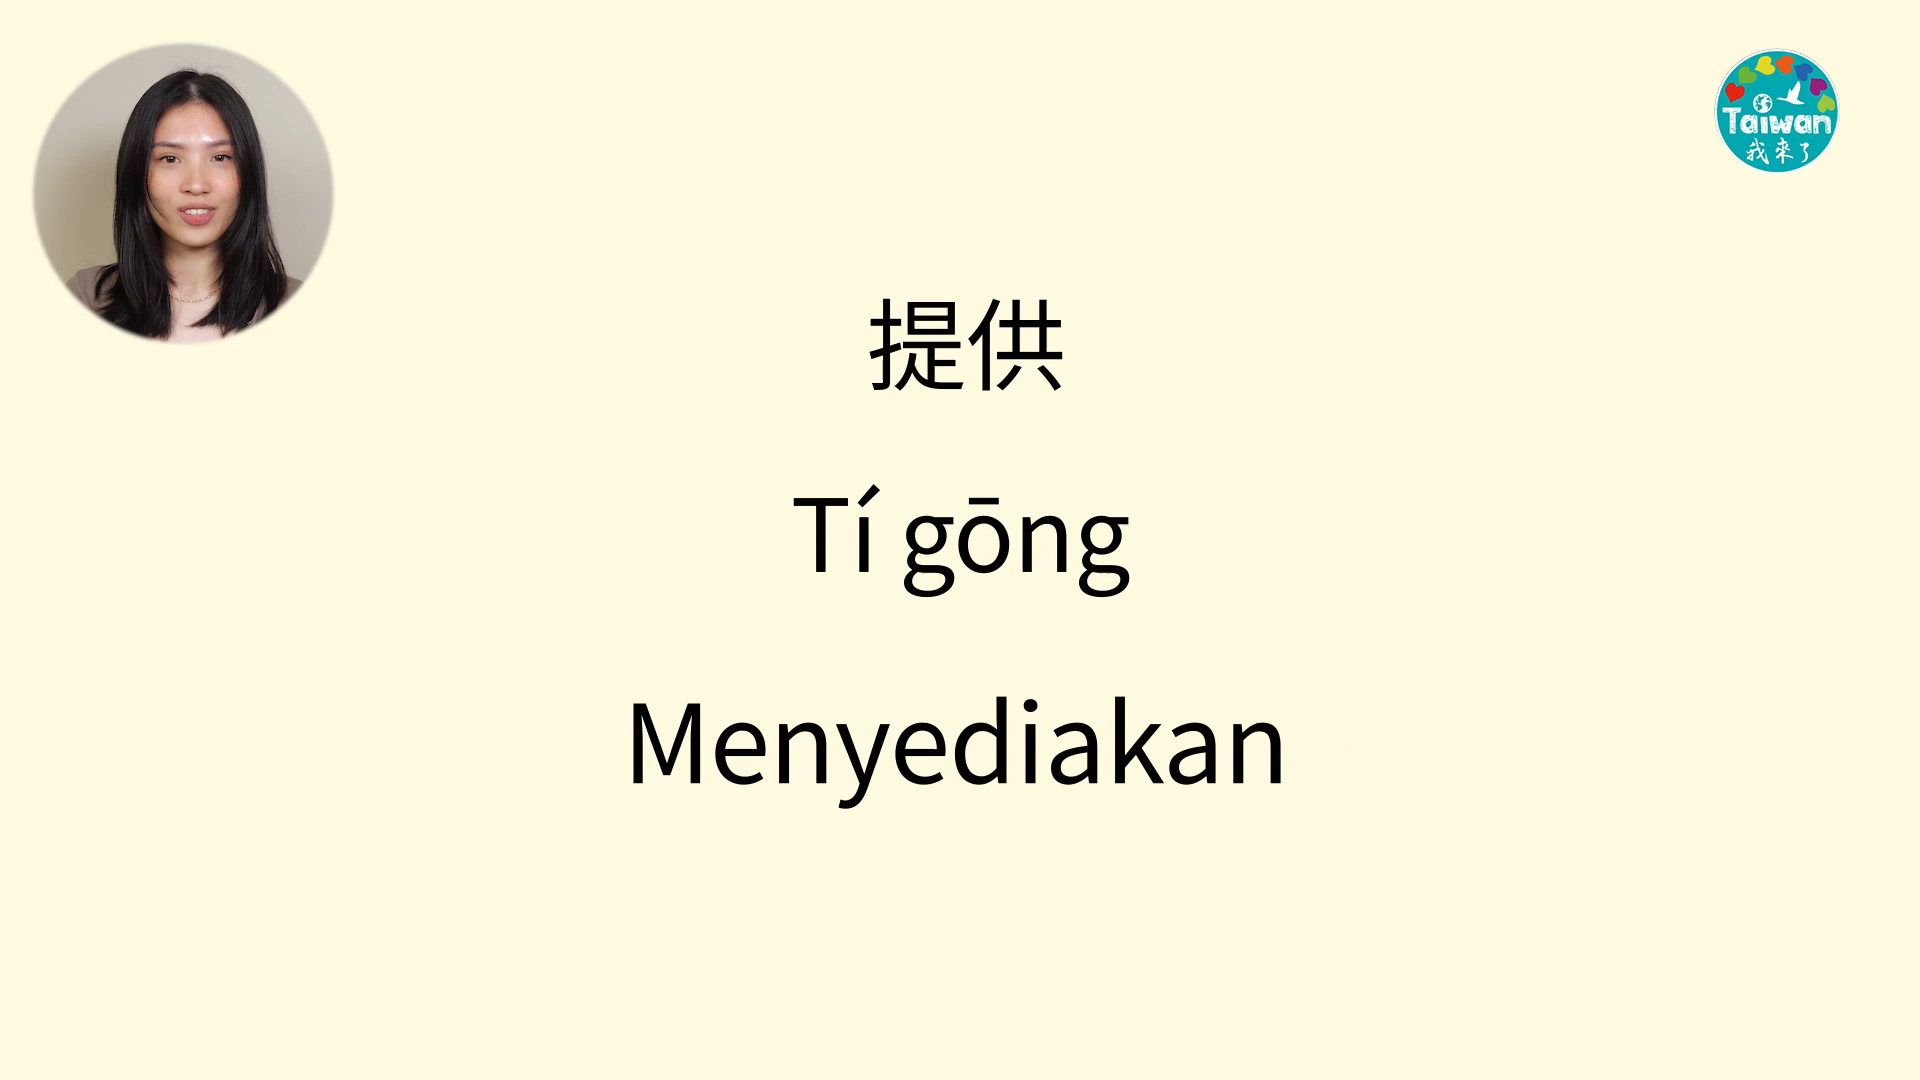 Taiwan
我來了
提供
Tí gōng
Menyediakan